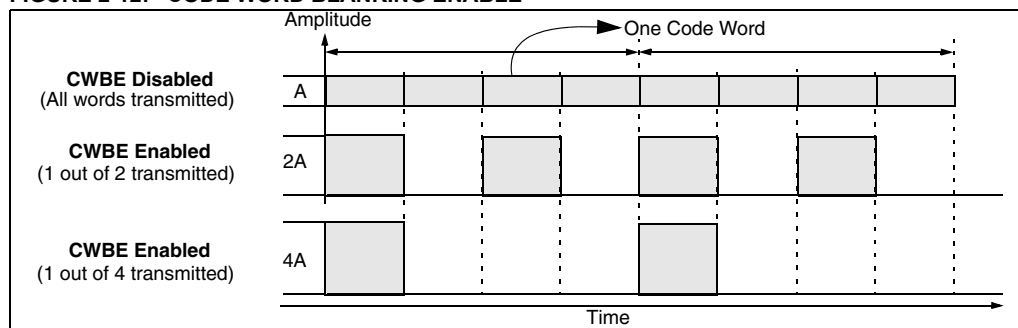 FIGURE 2-12: CODE WORD BLANKING ENABLE
Amplitude
One Code Word
CWBE Disabled
(All words transmitted)
A
CWBE Enabled
(1 out of 2 transmitted)
2A
CWBE Enabled
(1 out of 4 transmitted)
4A
Time